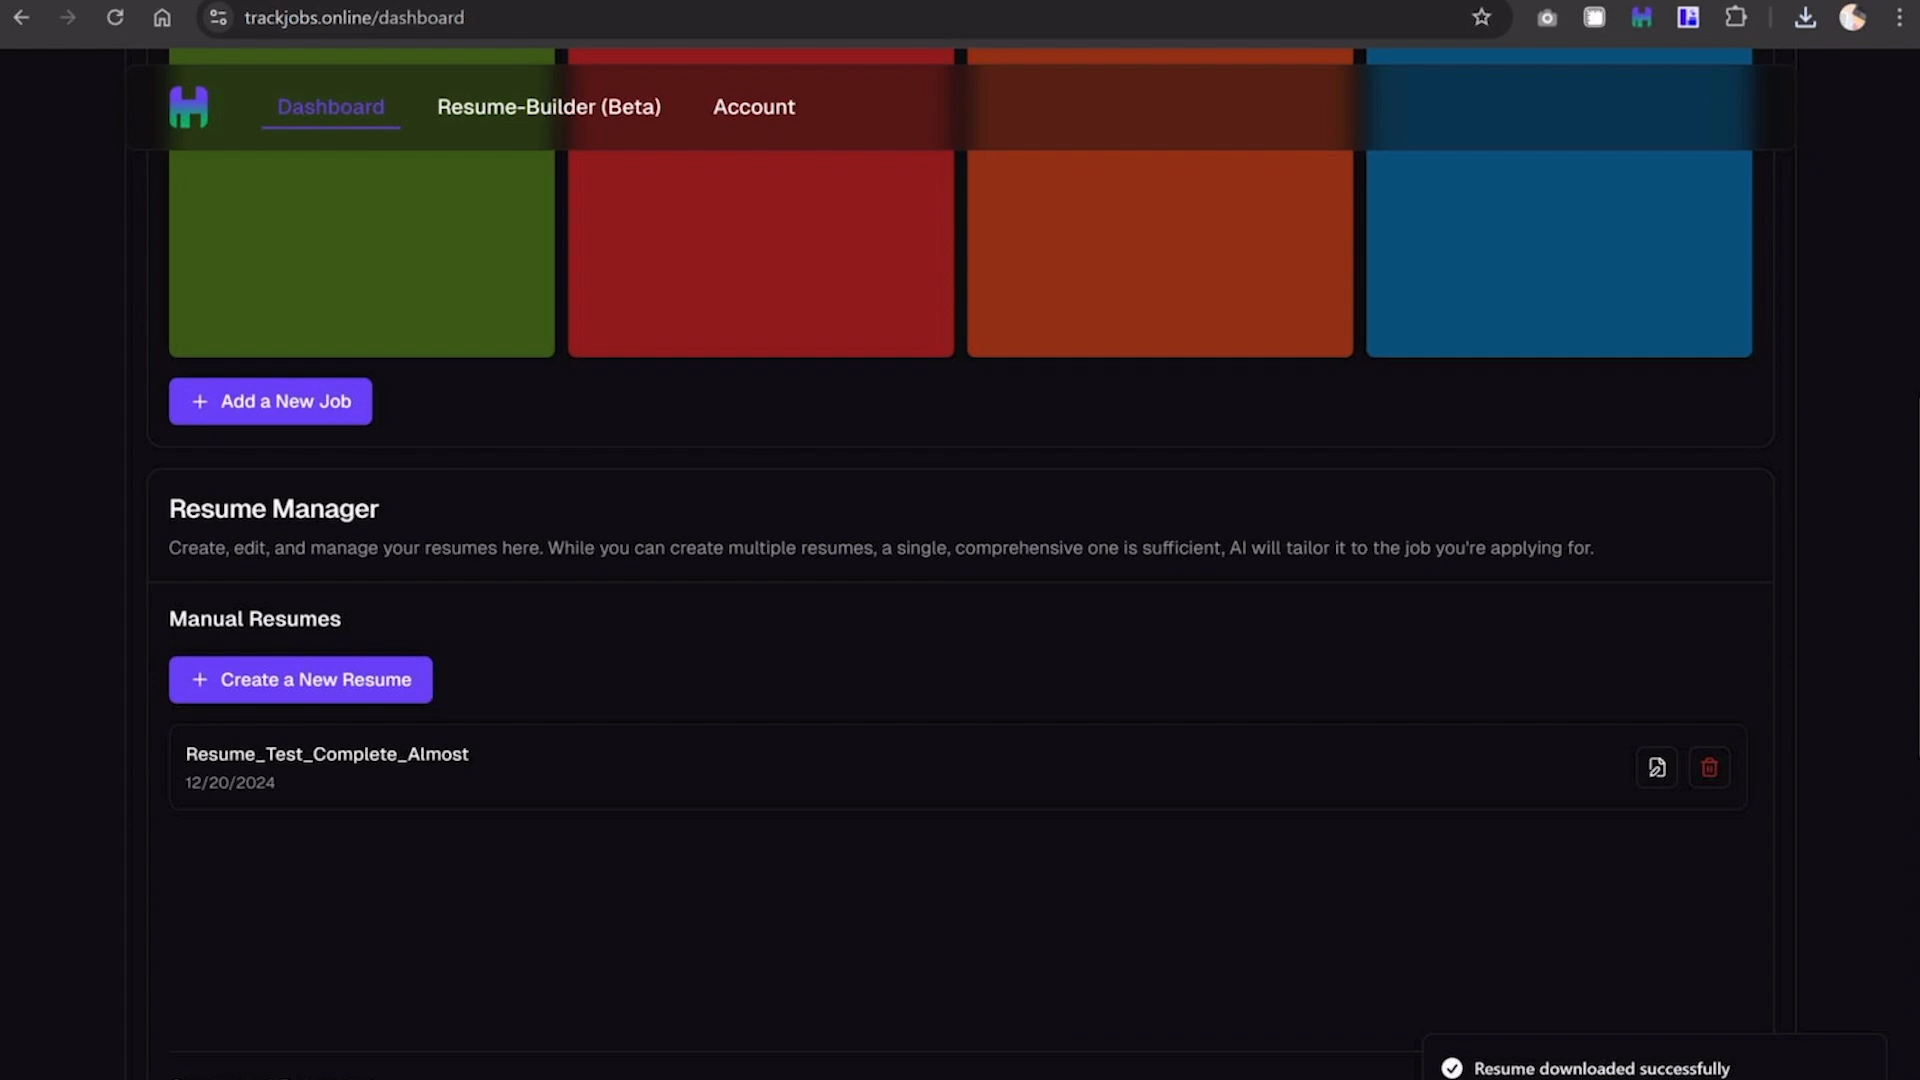 trackjobs.online/dashboard
Dashboard
Resume-Builder (Beta)
Account
+ Add a New Job
Resume Manager
Create, edit, and manage your resumes here. While you can create multiple resumes, a single, comprehensive one is sufficient, AI will tailor it to the job you're applying for.
Manual Resumes
+ Create a New Resume
Resume_Test_Complete_Almost
12/20/2024
Resume downloaded successfully